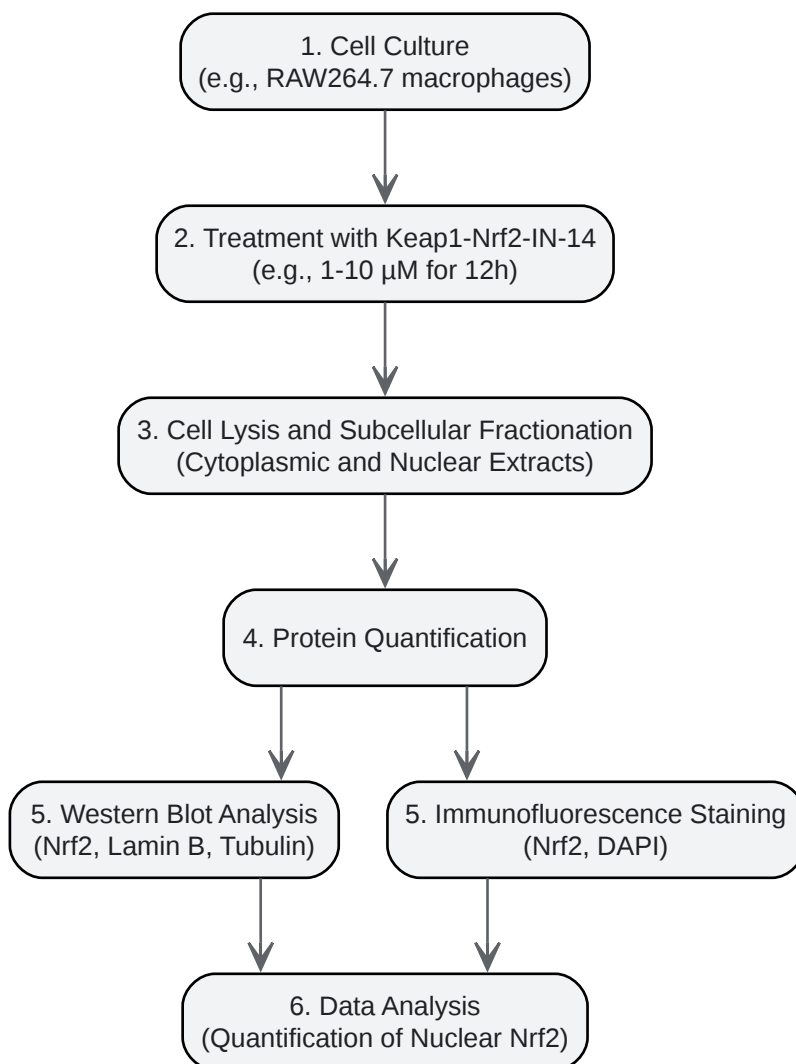 1. Cell Culture
(e.g., RAW264.7 macrophages)
2. Treatment with Keap1-Nrf2-IN-14
(e.g., 1-10 µM for 12h)
3. Cell Lysis and Subcellular Fractionation
(Cytoplasmic and Nuclear Extracts)
4. Protein Quantification
5. Western Blot Analysis
(Nrf2, Lamin B, Tubulin)
5. Immunofluorescence Staining
(Nrf2, DAPI)
6. Data Analysis
(Quantification of Nuclear Nrf2)